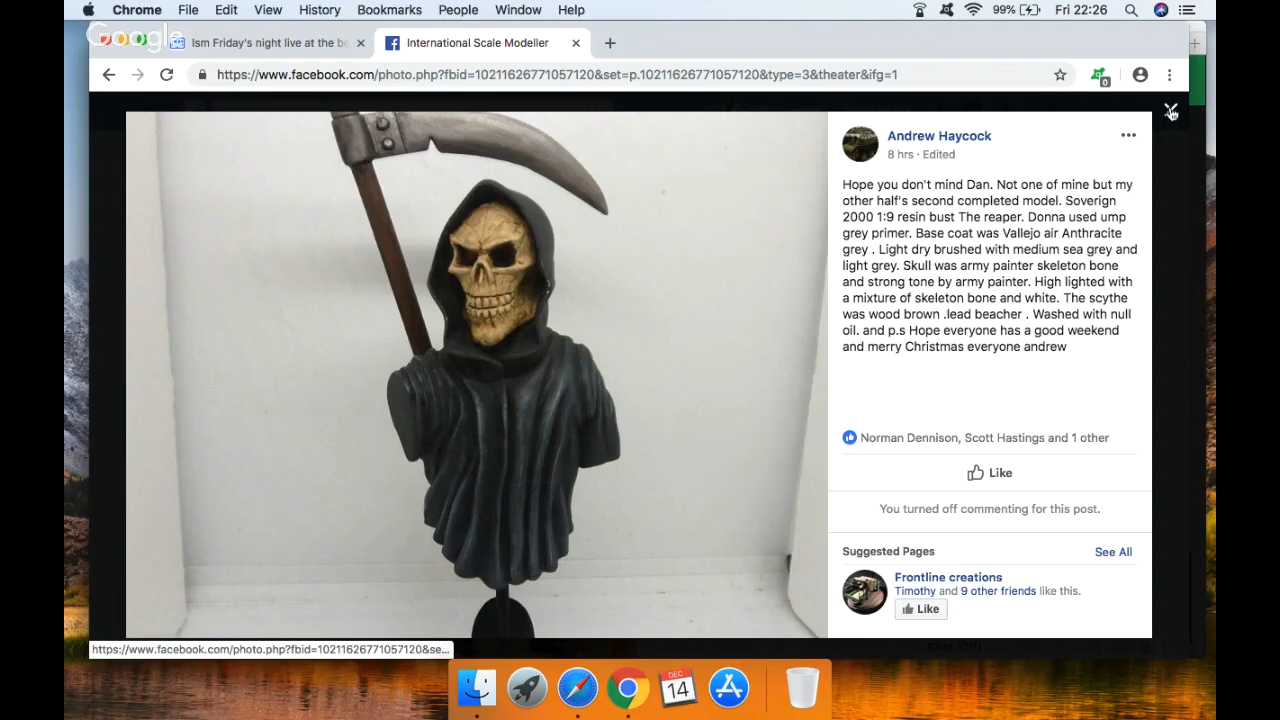 Chrome File Edit View History Bookmarks People Window Help 99% Fri 22:26
Google
Ism Friday's night live at the be
International Scale Modeller
https://www.facebook.com/photo.php?fbid=10211626771057120&set=p.10211626771057120&type=3&theater&ifg=1
0
Andrew Haycock
8 hrs · Edited
Hope you don't mind Dan. Not one of mine but my
other half's second completed model. Soverign
2000 1:9 resin bust The reaper. Donna used ump
grey primer. Base coat was Vallejo air Anthracite
grey . Light dry brushed with medium sea grey and
light grey. Skull was army painter skeleton bone
and strong tone by army painter. High lighted with
a mixture of skeleton bone and white. The scythe
was wood brown .lead beacher . Washed with null
oil. and p.s Hope everyone has a good weekend
and merry Christmas everyone andrew
Norman Dennison, Scott Hastings and 1 other
Like
You turned off commenting for this post.
Suggested Pages See All
Frontline creations
Timothy and 9 other friends like this.
Like
https://www.facebook.com/photo.php?fbid=10211626771057120&se...
Chat (Off)
DEC
14